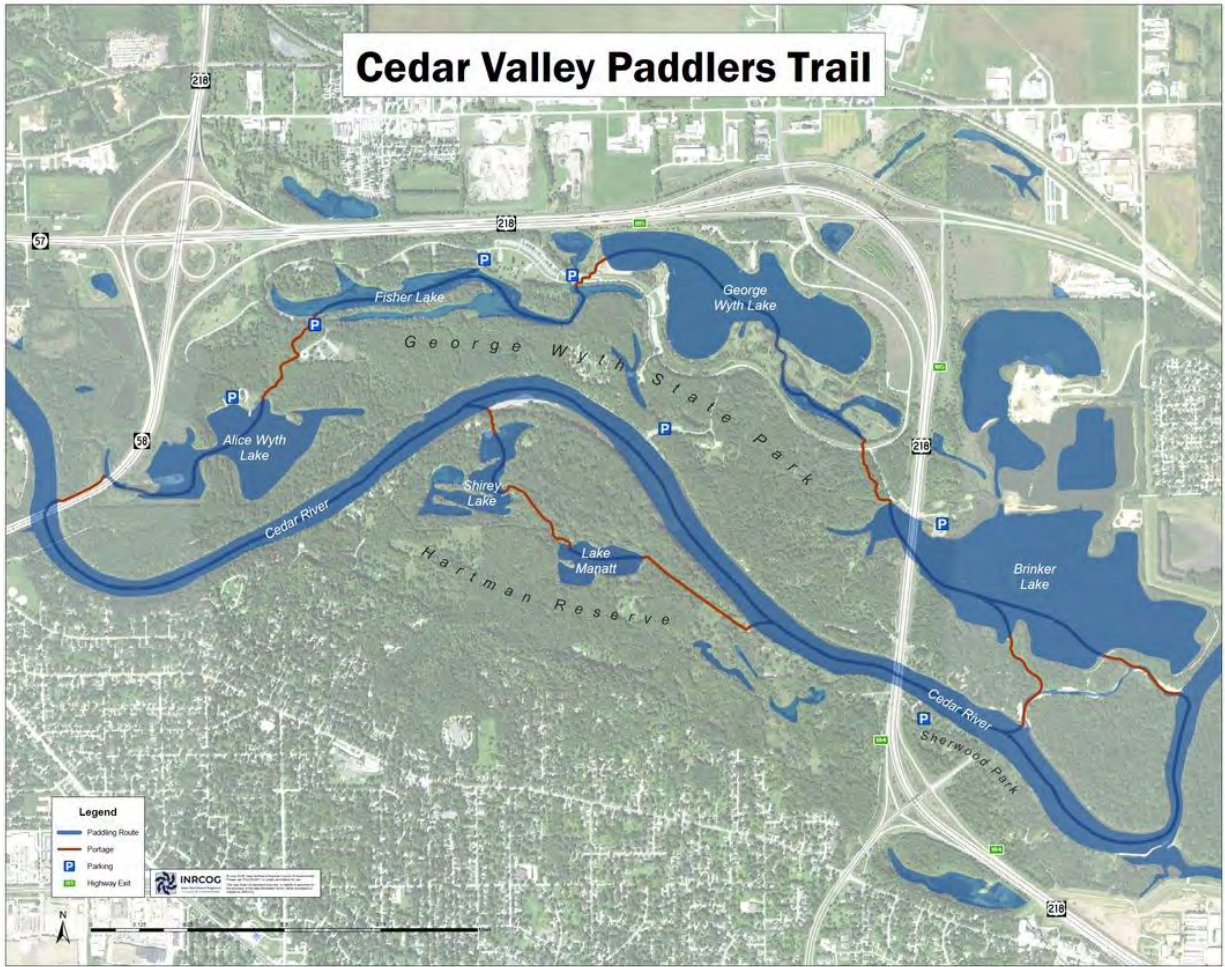 Cedar Valley Paddlers Trail
218
57
218
P
P
Fisher Lake
George
Wyth Lake
P
George Wyth State Park
P
58
Alice Wyth
Lake
P
218
Shirey
Lake
Cedar River
P
Lake
Manatt
Brinker
Lake
Hartman Reserve
Cedar River
P
Sherwood Park
Legend
Paddling Route
Portage
P
Parking
Highway Exit
INRCOG
218
N